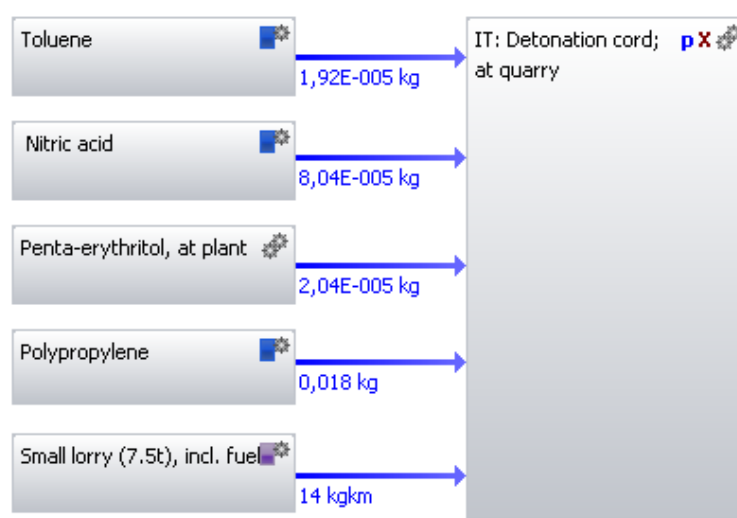 Toluene
1,92E-005 kg
Nitric acid
8,04E-005 kg
Penta-erythritol, at plant
2,04E-005 kg
Polypropylene
0,018 kg
Small lorry (7.5t), incl. fuel
14 kgkm
IT: Detonation cord; p X
at quarry